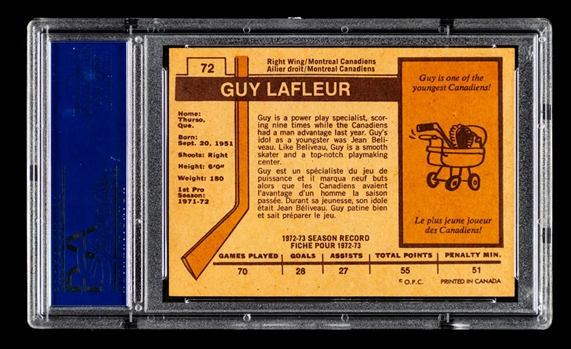 PSA
72
Right Wing/Montreal Canadiens
Ailier droit/Montreal Canadiens
GUY LAFLEUR
Home:
Thurso,
Que.
Born:
Sept. 20, 1951
Shoots: Right
Height: 6'0"
Weight: 180
1st Pro
Season:
1971-72
Guy is a power play specialist, scor-
ing nine times while the Canadiens
had a man advantage last year. Guy's
idol as a youngster was Jean Beli-
veau. Like Beliveau, Guy is a smooth
skater and a top-notch playmaking
center.
Guy est un spécialiste du jeu de
puissance et il marqua neuf buts
alors que les Canadiens avaient
l'avantage d'un homme la saison
passée. Durant sa jeunesse, son idole
était Jean Béliveau. Guy patine bien
et sait préparer le jeu.
Guy is one of the
youngest Canadiens!
Le plus jeune joueur
des Canadiens!
1972-73 SEASON RECORD
FICHE POUR 1972-73
GAMES PLAYED GOALS ASSISTS TOTAL POINTS PENALTY MIN.
70 28 27 55 51
© O.P.C. PRINTED IN CANADA